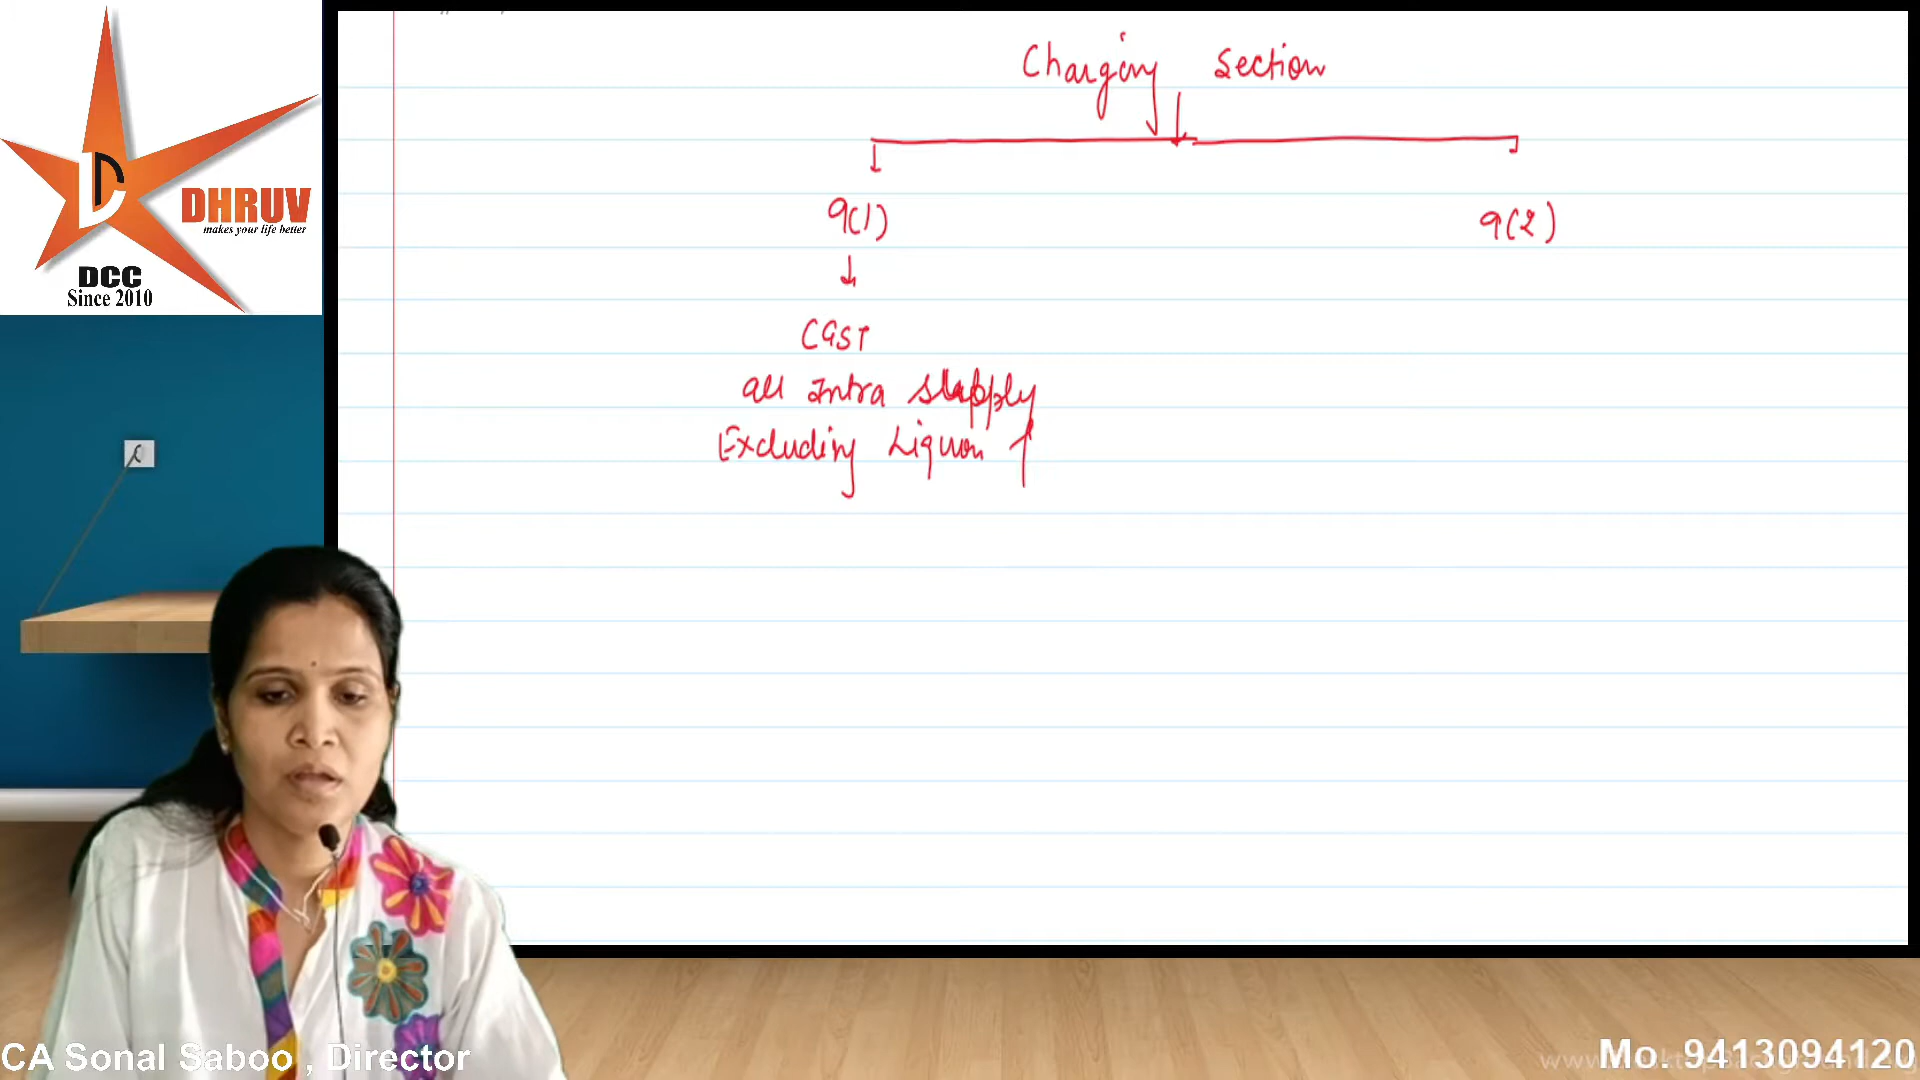 Charging Section
9(1)
9(2)
CGST
all Intra Supply
Excluding Liquor f
DHRUV
makes your life better
DCC
Since 2010
CA Sonal Saboo , Director
Mo. 9413094120